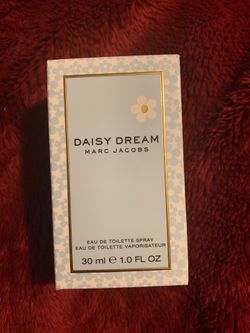 DAISY DREAM
MARC JACOBS
EAU DE TOILETTE SPRAY
EAU DE TOILETTE VAPORISATEUR
30 ml ℮ 1.0 FL OZ